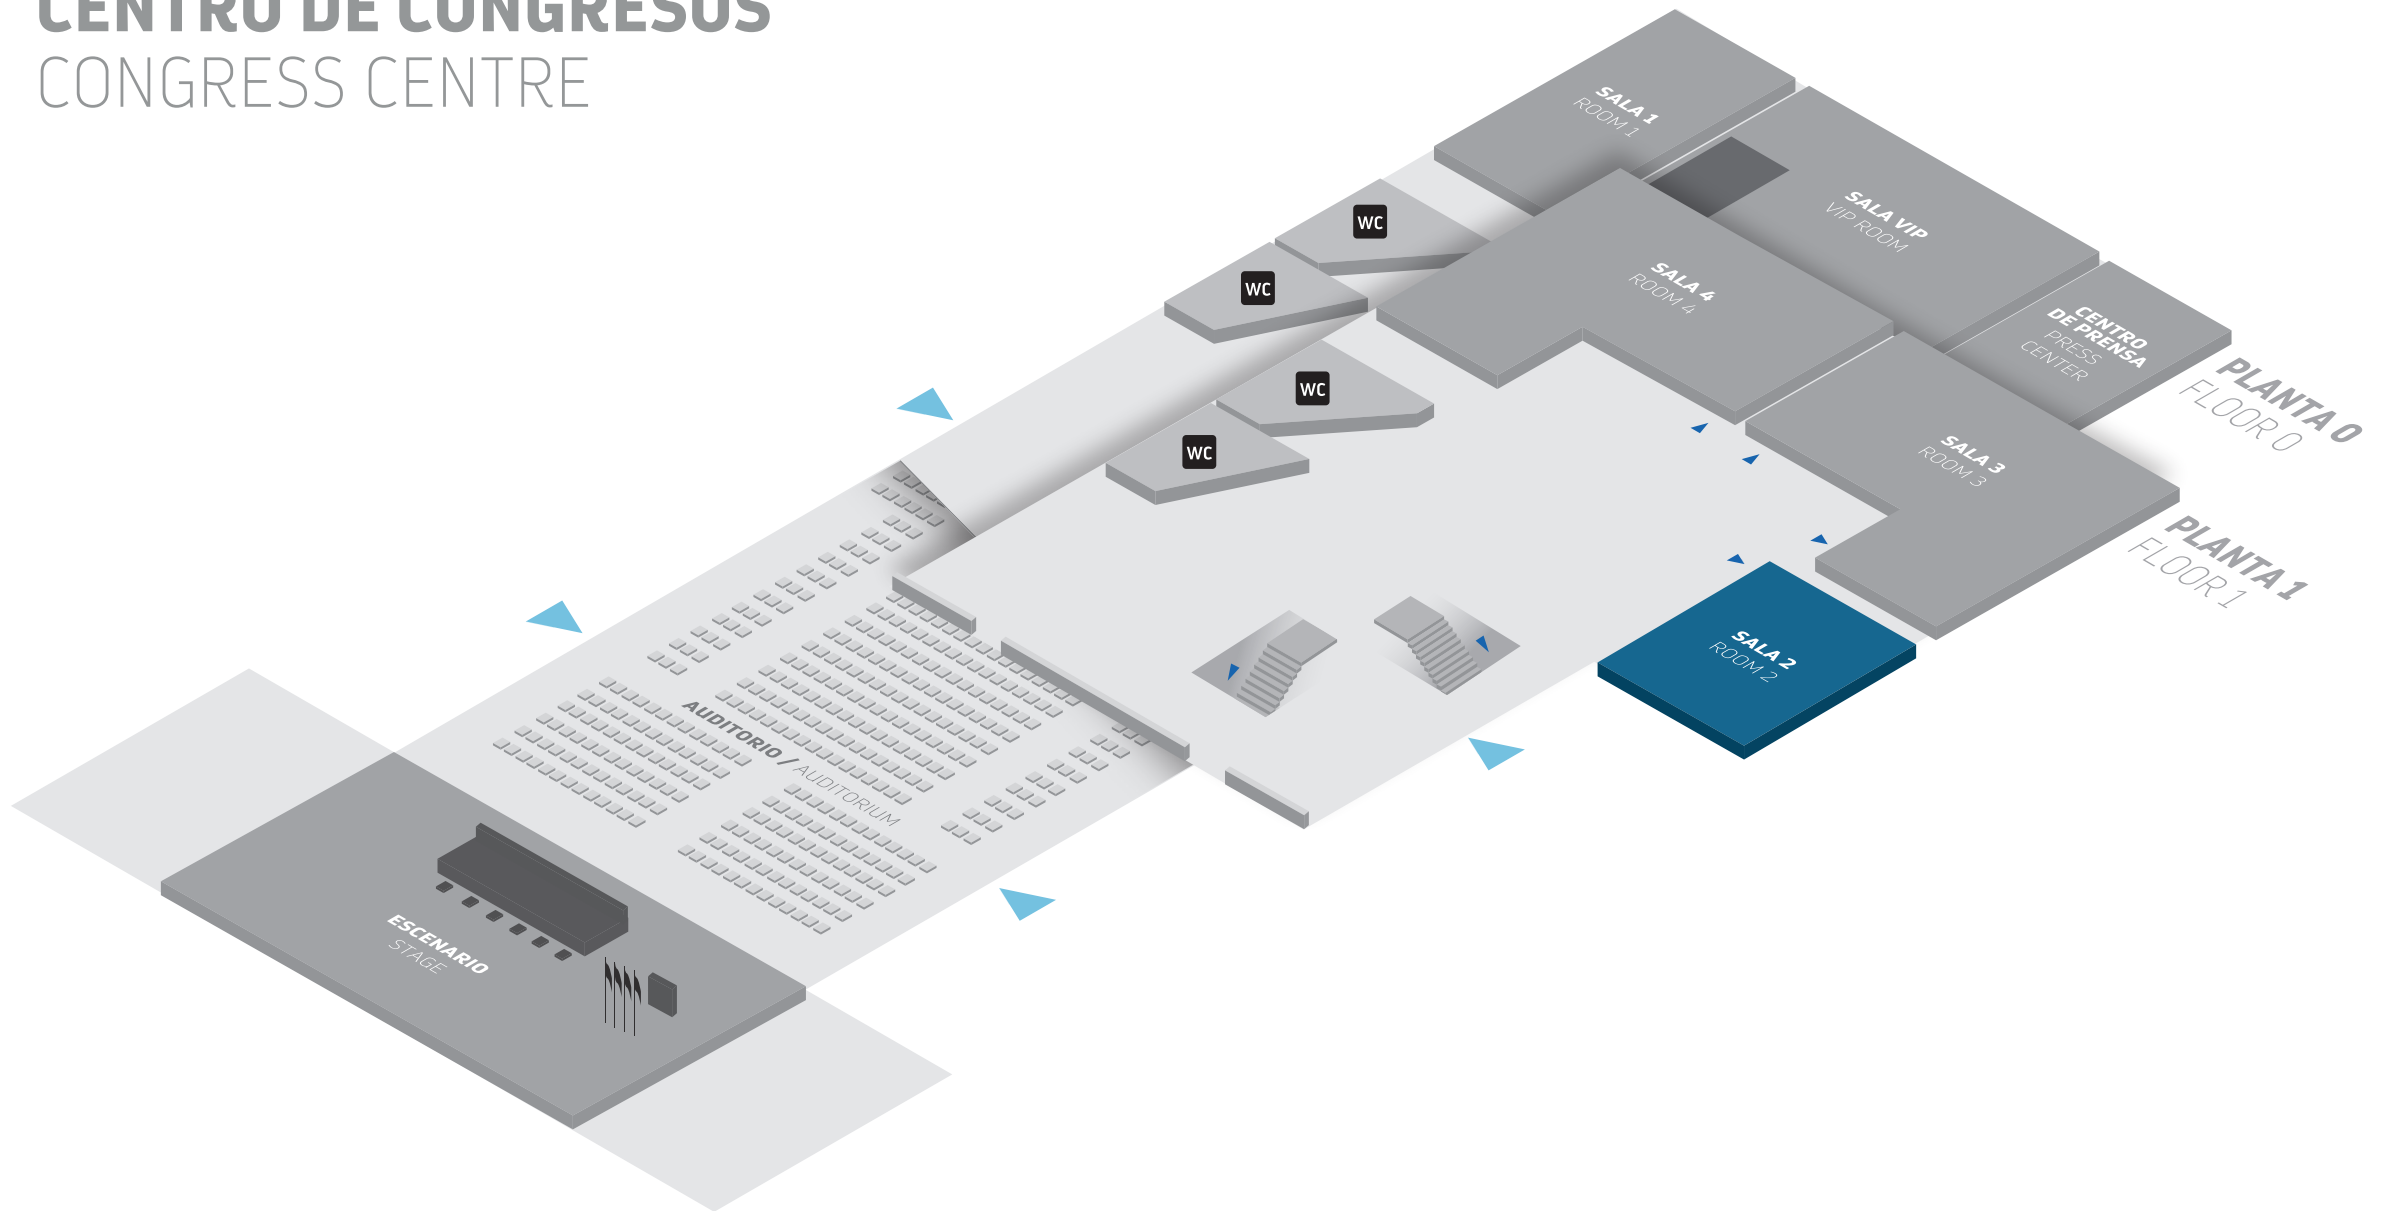 CENTRO DE CONGRESOS
CONGRESS CENTRE
SALA 1
ROOM 1
WC
SALA VIP
VIP ROOM
WC
SALA 4
ROOM 4
CENTRO
DE PRENSA
PRESS
CENTER
PLANTA 0
FLOOR 0
WC
WC
SALA 3
ROOM 3
PLANTA 1
FLOOR 1
SALA 2
ROOM 2
AUDITORIO / AUDITORIUM
ESCENARIO
STAGE